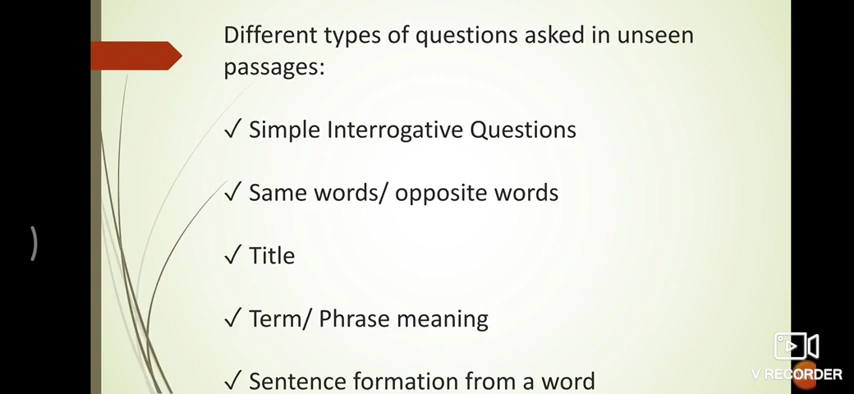 Different types of questions asked in unseen
passages:
✓ Simple Interrogative Questions
✓ Same words/ opposite words
✓ Title
✓ Term/ Phrase meaning
✓ Sentence formation from a word
V RECORDER